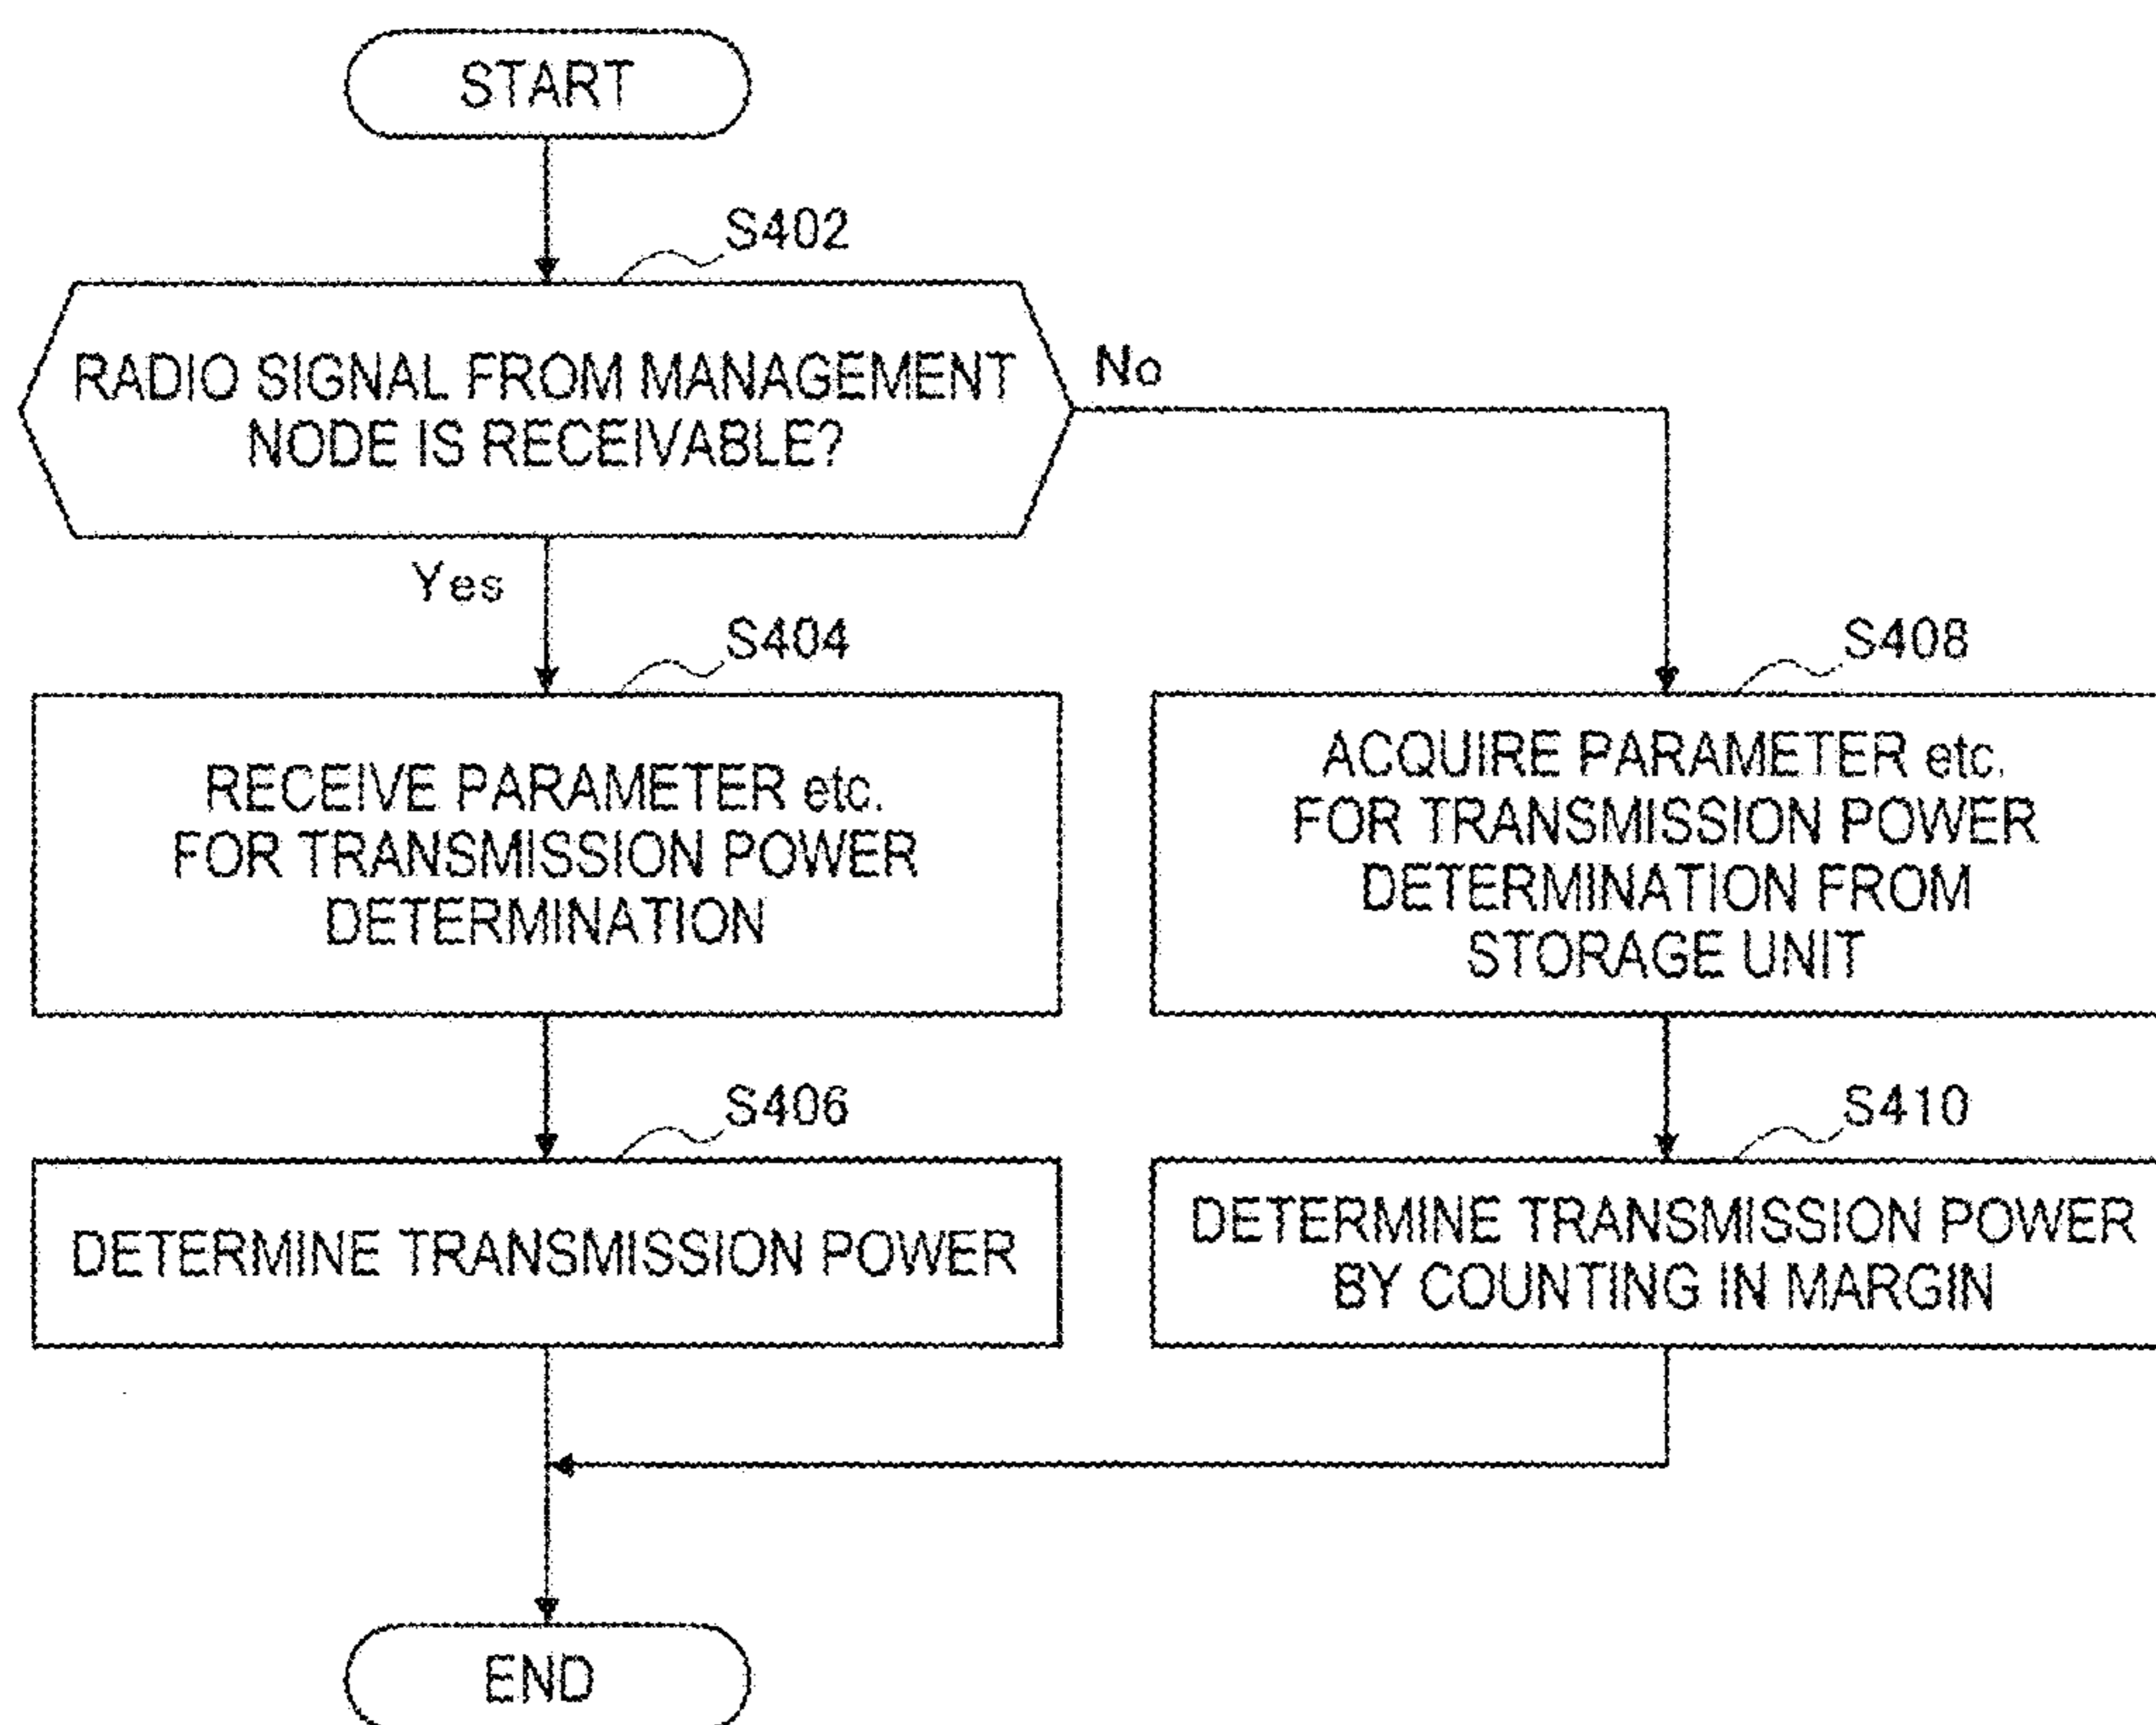 START
S402
RADIO SIGNAL FROM MANAGEMENT
NODE IS RECEIVABLE?
No
Yes
S404
RECEIVE PARAMETER etc.
FOR TRANSMISSION POWER
DETERMINATION
S408
ACQUIRE PARAMETER etc.
FOR TRANSMISSION POWER
DETERMINATION FROM
STORAGE UNIT
S406
DETERMINE TRANSMISSION POWER
S410
DETERMINE TRANSMISSION POWER
BY COUNTING IN MARGIN
END